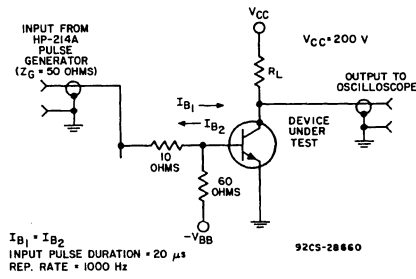 INPUT FROM
HP-214A
PULSE
GENERATOR
(ZG = 50 OHMS)
VCC
VCC = 200 V
RL
OUTPUT TO
OSCILLOSCOPE
IB1
IB2
DEVICE
UNDER
TEST
10
OHMS
60
OHMS
-VBB
IB1 = IB2
INPUT PULSE DURATION = 20 μs
REP. RATE = 1000 Hz
92CS-28660